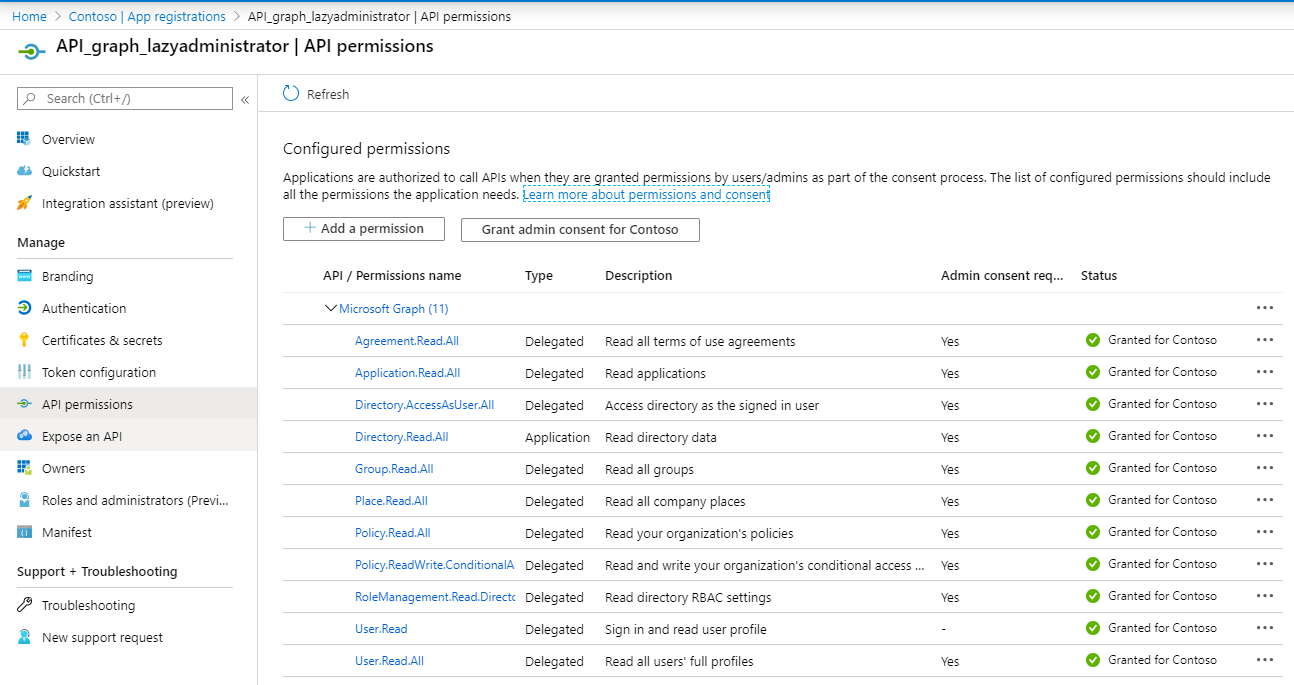 Home > Contoso | App registrations > API_graph_lazyadministrator | API permissions
API_graph_lazyadministrator | API permissions
Search (Ctrl+/)
«
Overview
Quickstart
Integration assistant (preview)
Manage
Branding
Authentication
Certificates & secrets
Token configuration
API permissions
Expose an API
Owners
Roles and administrators (Previ...
Manifest
Support + Troubleshooting
Troubleshooting
New support request
Refresh
Configured permissions
Applications are authorized to call APIs when they are granted permissions by users/admins as part of the consent process. The list of configured permissions should include
all the permissions the application needs. Learn more about permissions and consent
+ Add a permission Grant admin consent for Contoso
API / Permissions name Type Description Admin consent req... Status
Microsoft Graph (11) ...
Agreement.Read.All Delegated Read all terms of use agreements Yes Granted for Contoso ...
Application.Read.All Delegated Read applications Yes Granted for Contoso ...
Directory.AccessAsUser.All Delegated Access directory as the signed in user Yes Granted for Contoso ...
Directory.Read.All Application Read directory data Yes Granted for Contoso ...
Group.Read.All Delegated Read all groups Yes Granted for Contoso ...
Place.Read.All Delegated Read all company places Yes Granted for Contoso ...
Policy.Read.All Delegated Read your organization's policies Yes Granted for Contoso ...
Policy.ReadWrite.ConditionalA Delegated Read and write your organization's conditional access ... Yes Granted for Contoso ...
RoleManagement.Read.Directo Delegated Read directory RBAC settings Yes Granted for Contoso ...
User.Read Delegated Sign in and read user profile - Granted for Contoso ...
User.Read.All Delegated Read all users' full profiles Yes Granted for Contoso ...